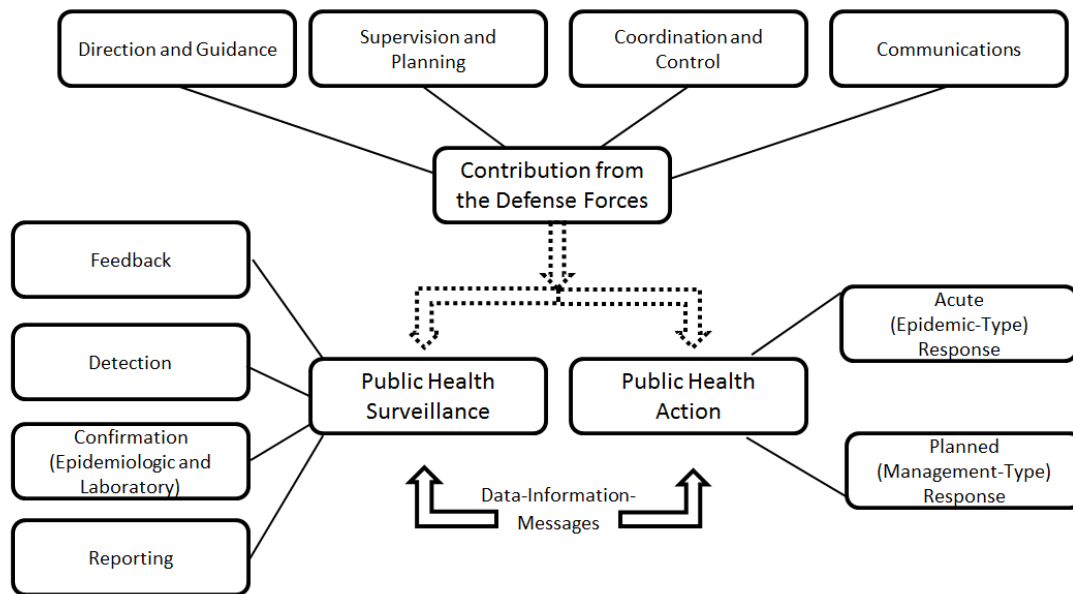 Direction and Guidance
Supervision and
Planning
Coordination and
Control
Communications
Contribution from
the Defense Forces
Feedback
Detection
Confirmation
(Epidemiologic and
Laboratory)
Reporting
Public Health
Surveillance
Public Health
Action
Acute
(Epidemic-Type)
Response
Planned
(Management-Type)
Response
Data-Information-
Messages